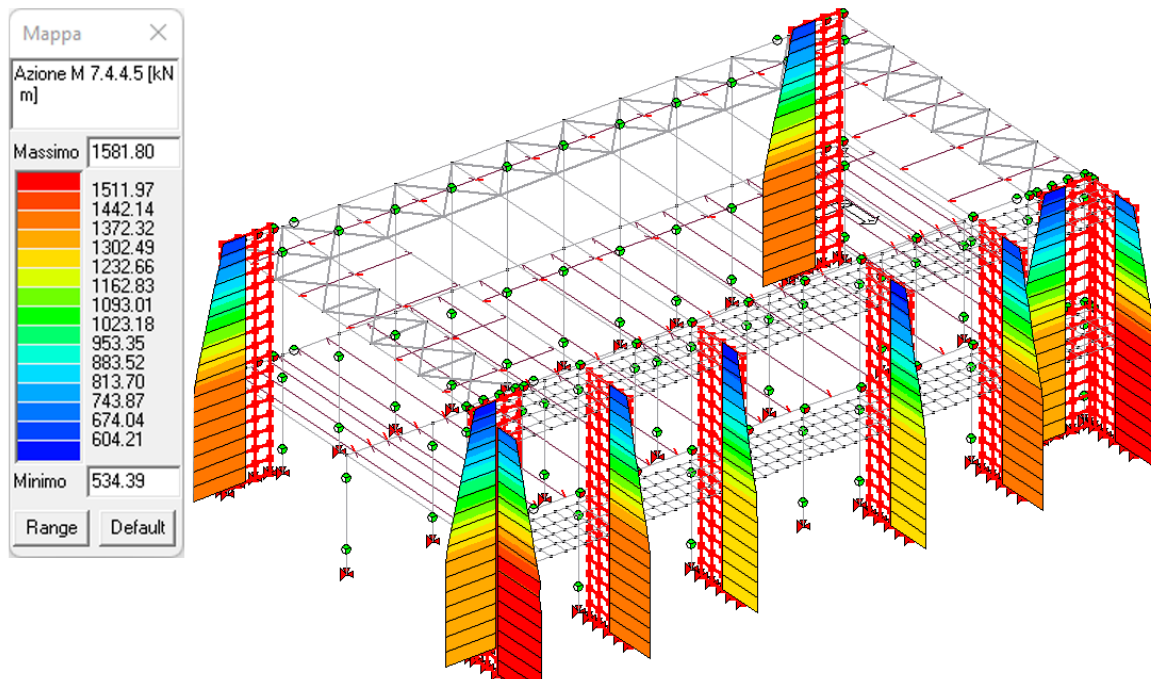 Mappa
Azione M 7.4.4.5 [kN
m]
Massimo 1581.80
1511.97
1442.14
1372.32
1302.49
1232.66
1162.83
1093.01
1023.18
953.35
883.52
813.70
743.87
674.04
604.21
Minimo 534.39
Range Default